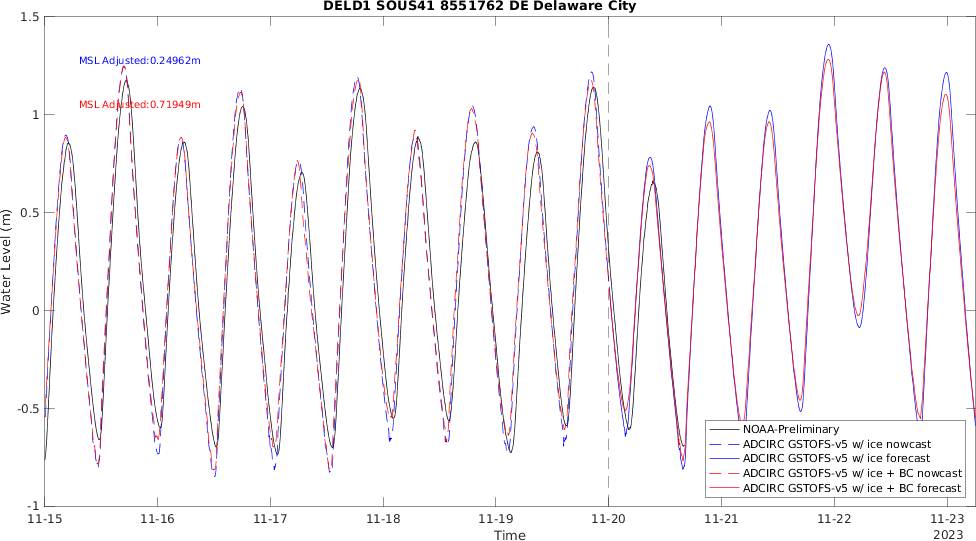 DELD1 SOUS41 8551762 DE Delaware City
1.5
MSL Adjusted:0.24962m
MSL Adjusted:0.71949m
1
0.5
0
-0.5
-1
Water Level (m)
NOAA-Preliminary
ADCIRC GSTOFS-v5 w/ ice nowcast
ADCIRC GSTOFS-v5 w/ ice forecast
ADCIRC GSTOFS-v5 w/ ice + BC nowcast
ADCIRC GSTOFS-v5 w/ ice + BC forecast
11-15 11-16 11-17 11-18 11-19 11-20 11-21 11-22 11-23
Time
2023